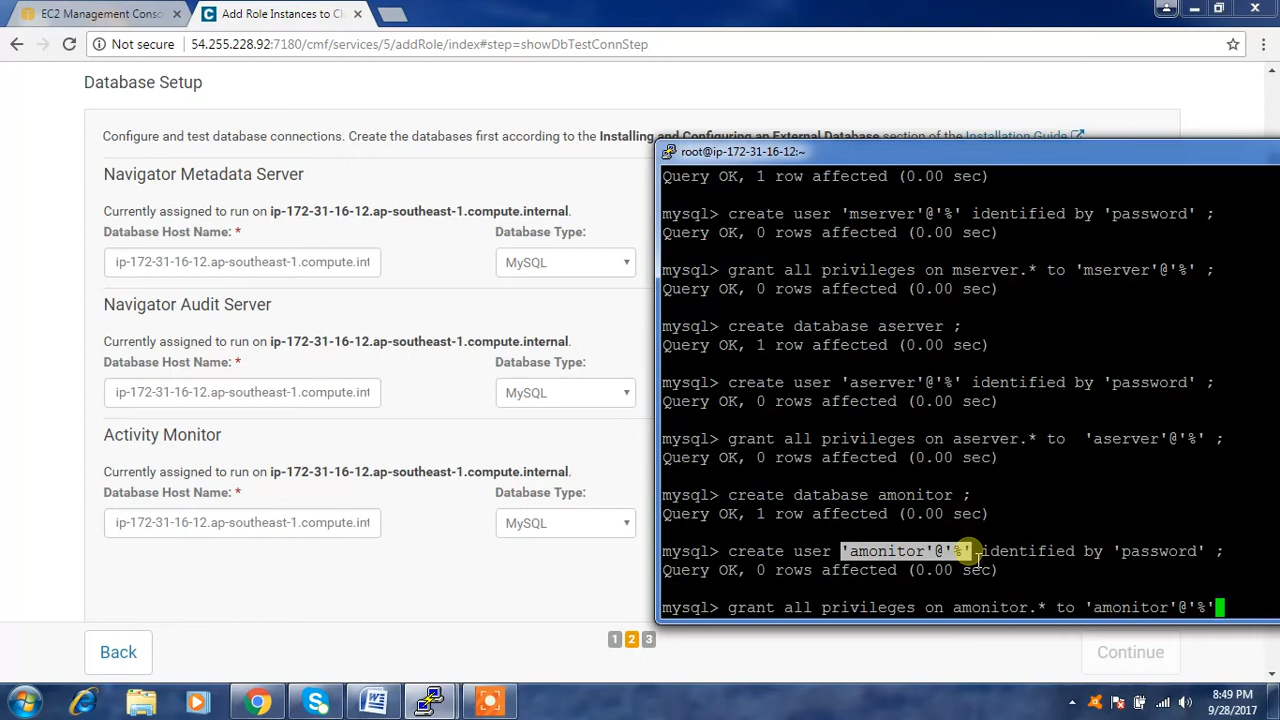 EC2 Management Conso
Add Role Instances to Cl
Not secure
54.255.228.92:7180/cmf/services/5/addRole/index#step=showDbTestConnStep
Database Setup
Configure and test database connections. Create the databases first according to the Installing and Configuring an External Database section of the Installation Guide
Navigator Metadata Server
Currently assigned to run on ip-172-31-16-12.ap-southeast-1.compute.internal.
Database Host Name: *
Database Type:
ip-172-31-16-12.ap-southeast-1.compute.int
MySQL
Navigator Audit Server
Currently assigned to run on ip-172-31-16-12.ap-southeast-1.compute.internal.
Database Host Name: *
Database Type:
ip-172-31-16-12.ap-southeast-1.compute.int
MySQL
Activity Monitor
Currently assigned to run on ip-172-31-16-12.ap-southeast-1.compute.internal.
Database Host Name: *
Database Type:
ip-172-31-16-12.ap-southeast-1.compute.int
MySQL
1 2 3
Back
Continue
root@ip-172-31-16-12:~
Query OK, 1 row affected (0.00 sec)
mysql> create user 'mserver'@'%' identified by 'password' ;
Query OK, 0 rows affected (0.00 sec)
mysql> grant all privileges on mserver.* to 'mserver'@'%' ;
Query OK, 0 rows affected (0.00 sec)
mysql> create database aserver ;
Query OK, 1 row affected (0.00 sec)
mysql> create user 'aserver'@'%' identified by 'password' ;
Query OK, 0 rows affected (0.00 sec)
mysql> grant all privileges on aserver.* to  'aserver'@'%' ;
Query OK, 0 rows affected (0.00 sec)
mysql> create database amonitor ;
Query OK, 1 row affected (0.00 sec)
mysql> create user 'amonitor'@'%' identified by 'password' ;
Query OK, 0 rows affected (0.00 sec)
mysql> grant all privileges on amonitor.* to 'amonitor'@'%'
8:49 PM
9/28/2017